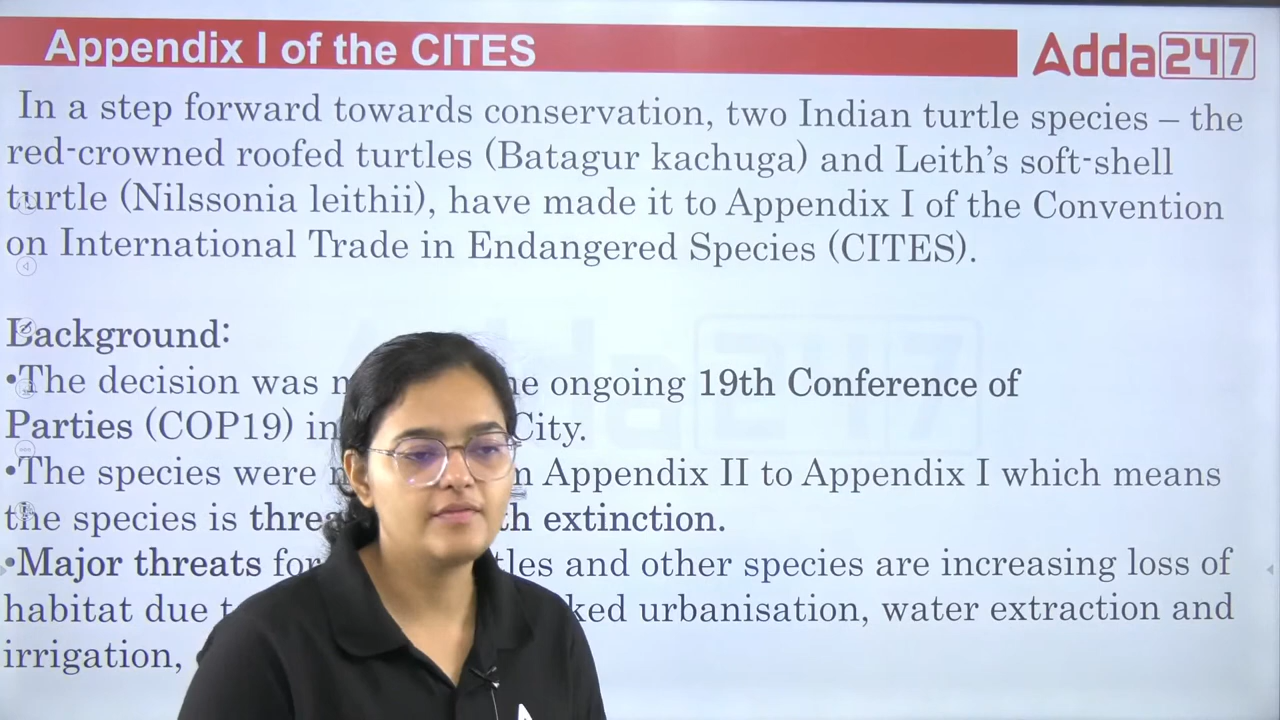 Appendix I of the CITES
Adda247
In a step forward towards conservation, two Indian turtle species – the
red-crowned roofed turtles (Batagur kachuga) and Leith's soft-shell
turtle (Nilssonia leithii), have made it to Appendix I of the Convention
on International Trade in Endangered Species (CITES).
Background:
•The decision was ongoing 19th Conference of
Parties (COP19) in City.
•The species were Appendix II to Appendix I which means
the species is extinction.
•Major threats and other species are increasing loss of
habitat due urbanisation, water extraction and
irrigation,